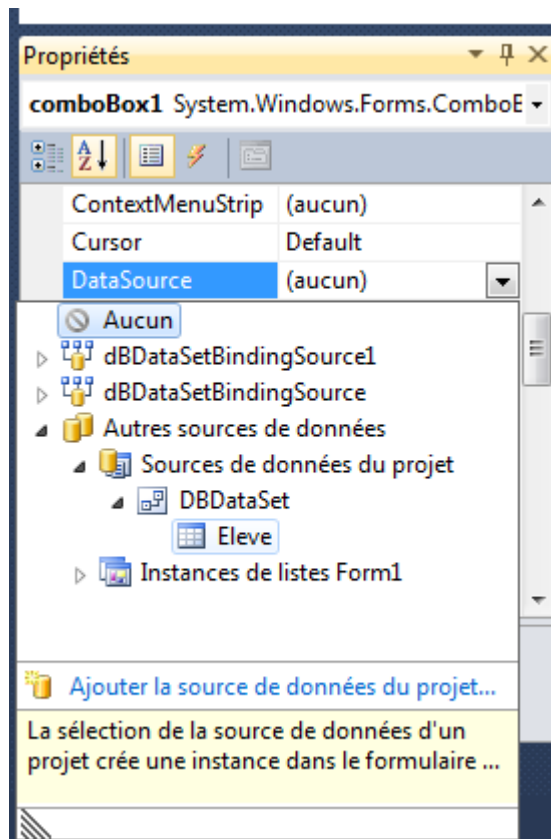 Propriétés
comboBox1 System.Windows.Forms.ComboE
ContextMenuStrip (aucun)
Cursor Default
DataSource (aucun)
Aucun
dBDataSetBindingSource1
dBDataSetBindingSource
Autres sources de données
Sources de données du projet
DBDataSet
Eleve
Instances de listes Form1
Ajouter la source de données du projet...
La sélection de la source de données d'un
projet crée une instance dans le formulaire ...